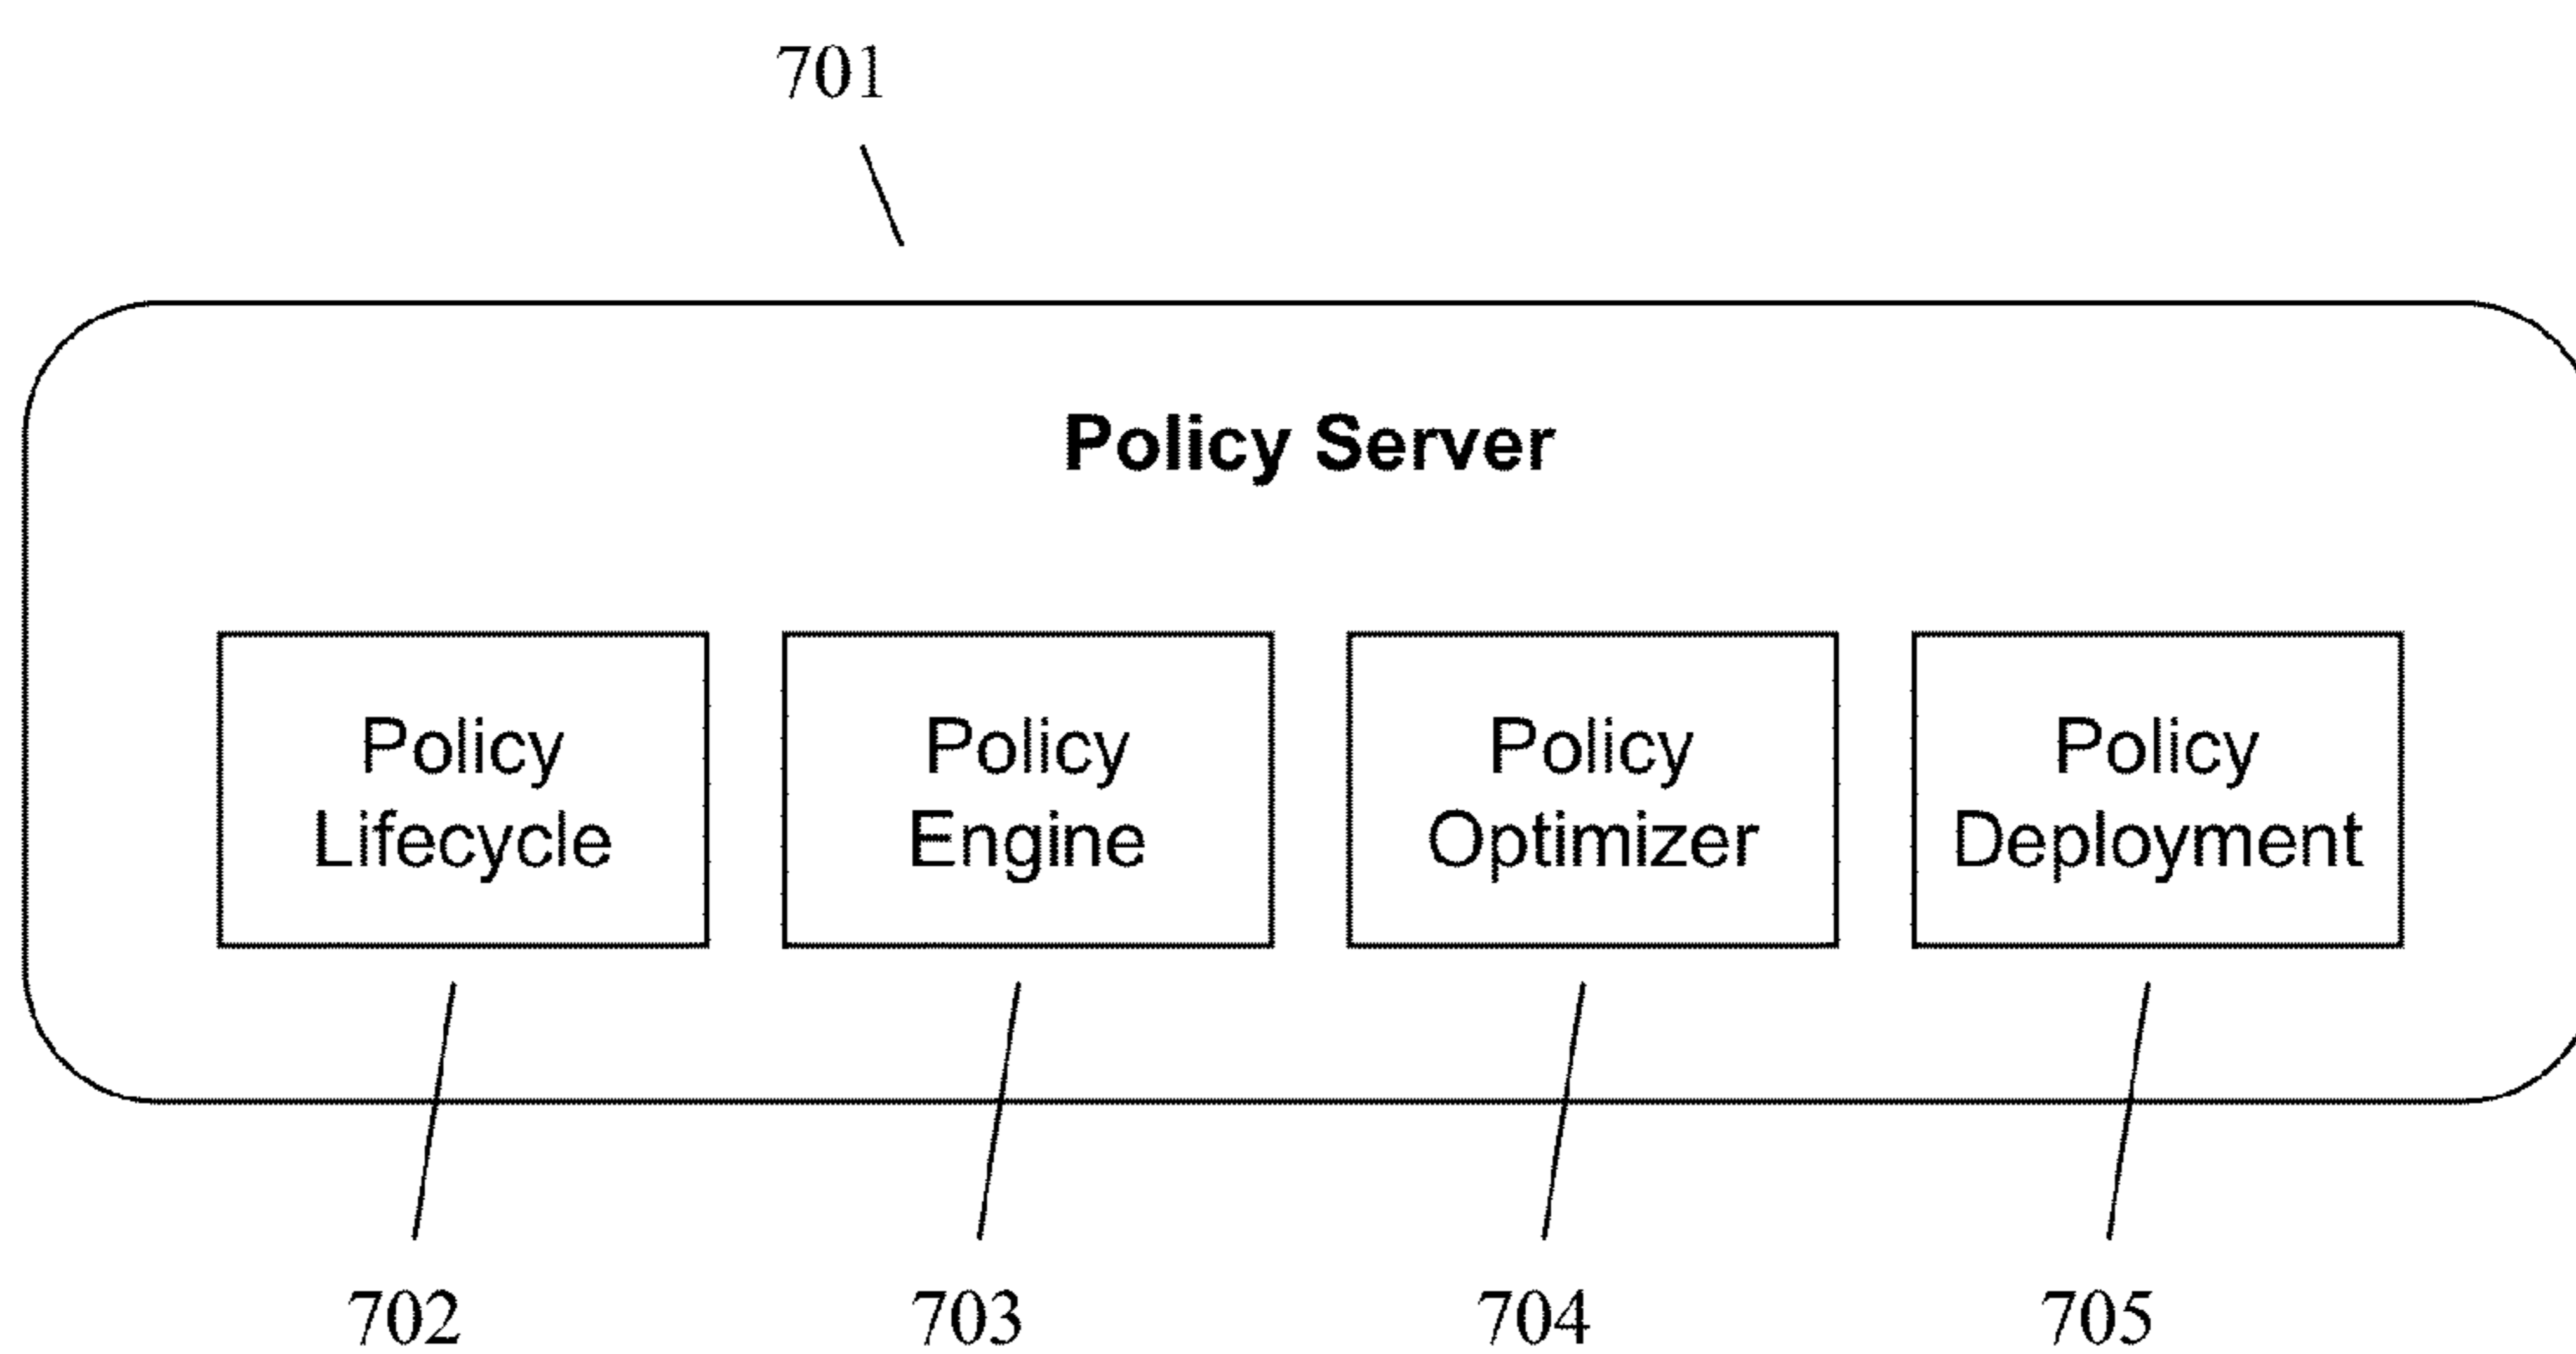 701
Policy Server
Policy
Lifecycle
Policy
Engine
Policy
Optimizer
Policy
Deployment
702
703
704
705